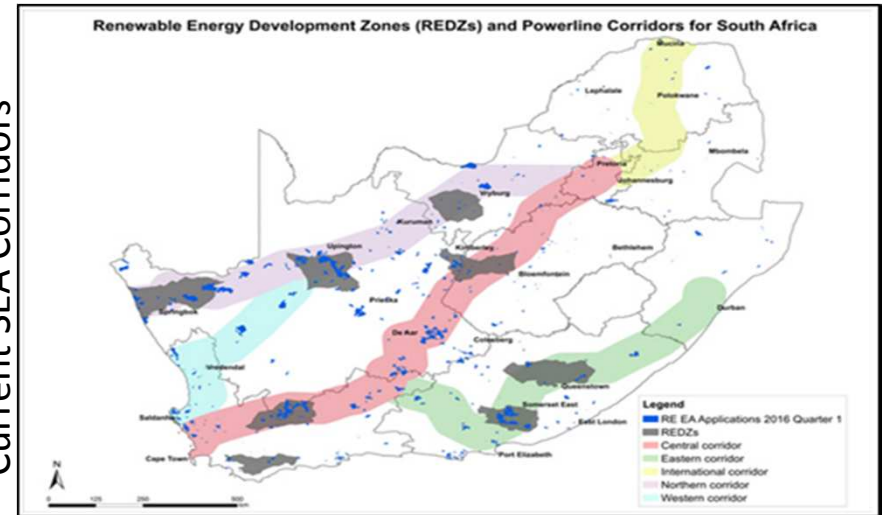 Current SEA Corridors
Renewable Energy Development Zones (REDZs) and Powerline Corridors for South Africa
Musina
Lephalale
Polokwane
Mbombela
Pretoria
Johannesburg
Vryburg
Kuruman
Upington
Kimberley
Bethlehem
Bloemfontein
Springbok
Prieska
Durban
De Aar
Colesberg
Vredendal
Queenstown
Somerset East
Saldanha
East London
Cape Town
Port Elizabeth
Legend
RE EA Applications 2016 Quarter 1
REDZs
Central corridor
Eastern corridor
International corridor
Northern corridor
Western corridor
N
0 125 250 500